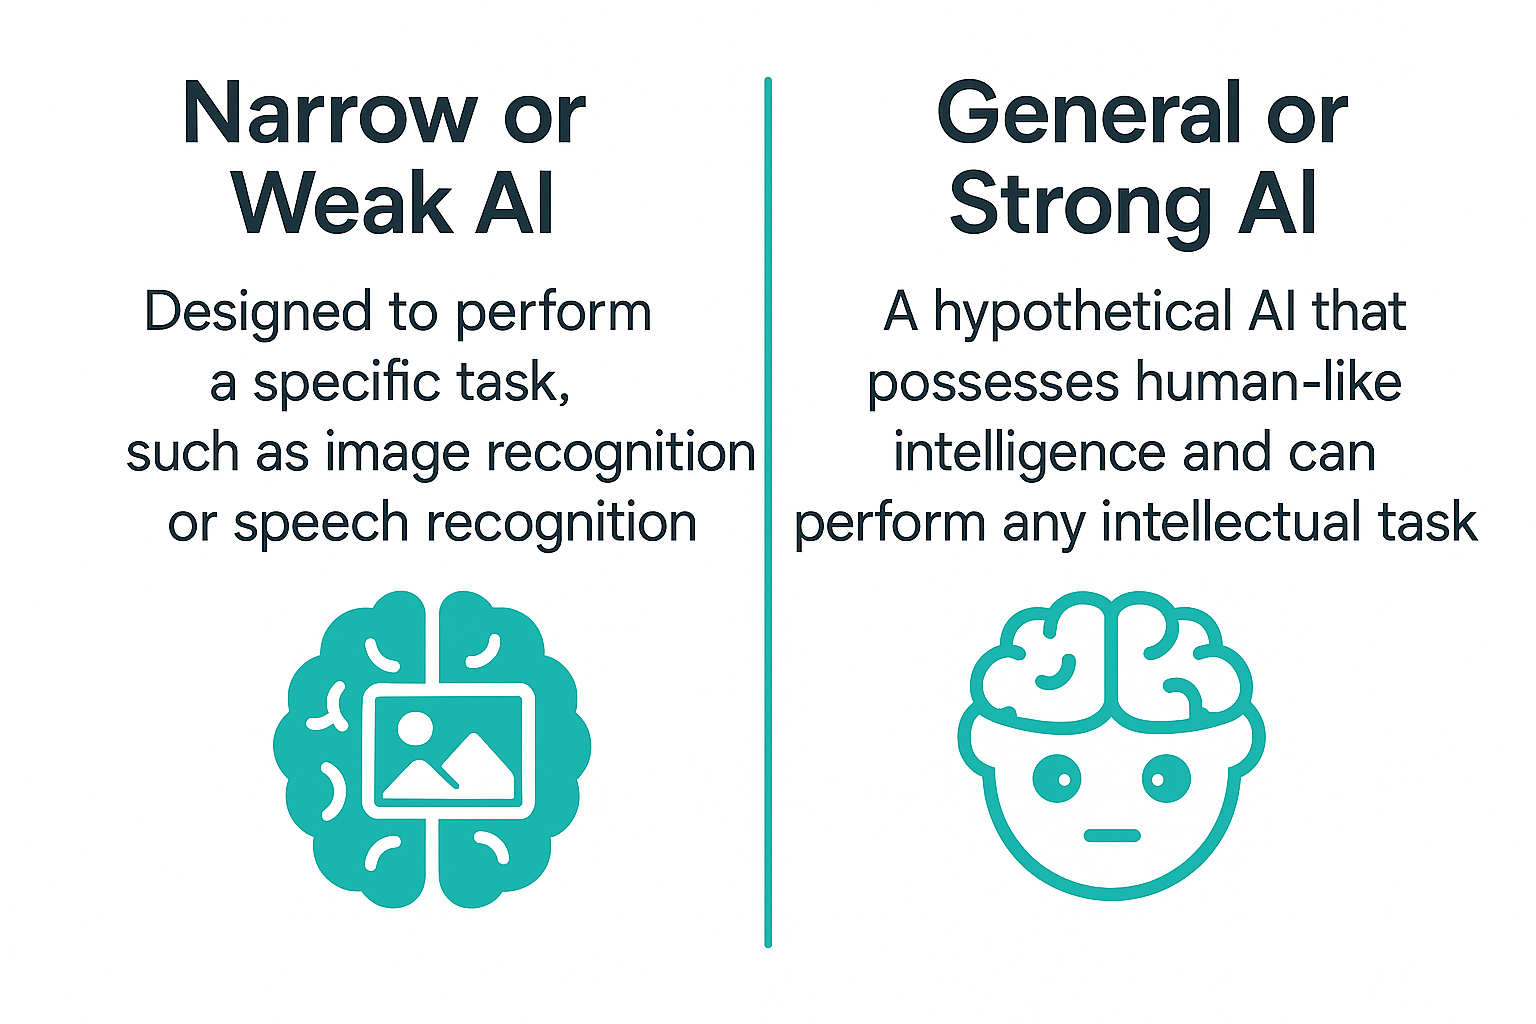 Narrow or
Weak AI
Designed to perform
a specific task,
such as image recognition
or speech recognition
General or
Strong AI
A hypothetical AI that
possesses human-like
intelligence and can
perform any intellectual task